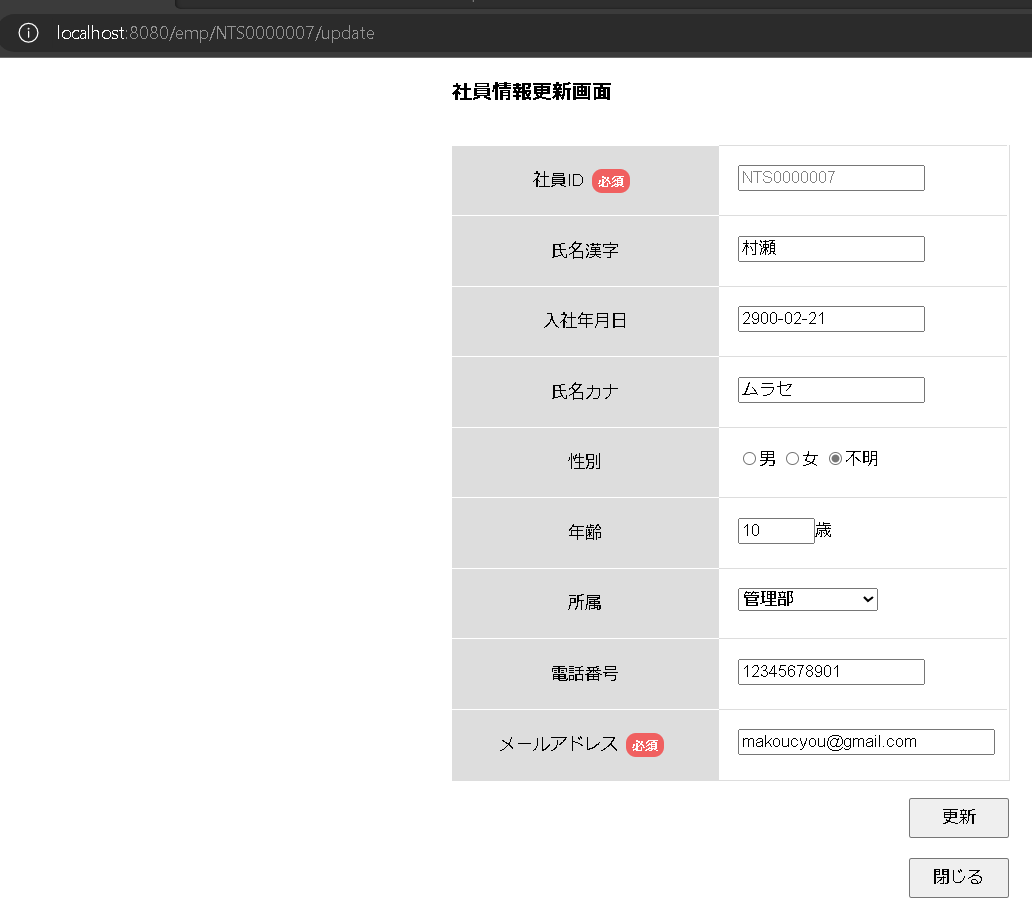 localhost:8080/emp/NTS0000007/update
社員情報更新画面
社員ID 必須 NTS0000007
氏名漢字 村瀬
入社年月日 2900-02-21
氏名カナ ムラセ
性別 男 女 不明
年齢 10 歳
所属 管理部
電話番号 12345678901
メールアドレス 必須 makoucyou@gmail.com
更新
閉じる